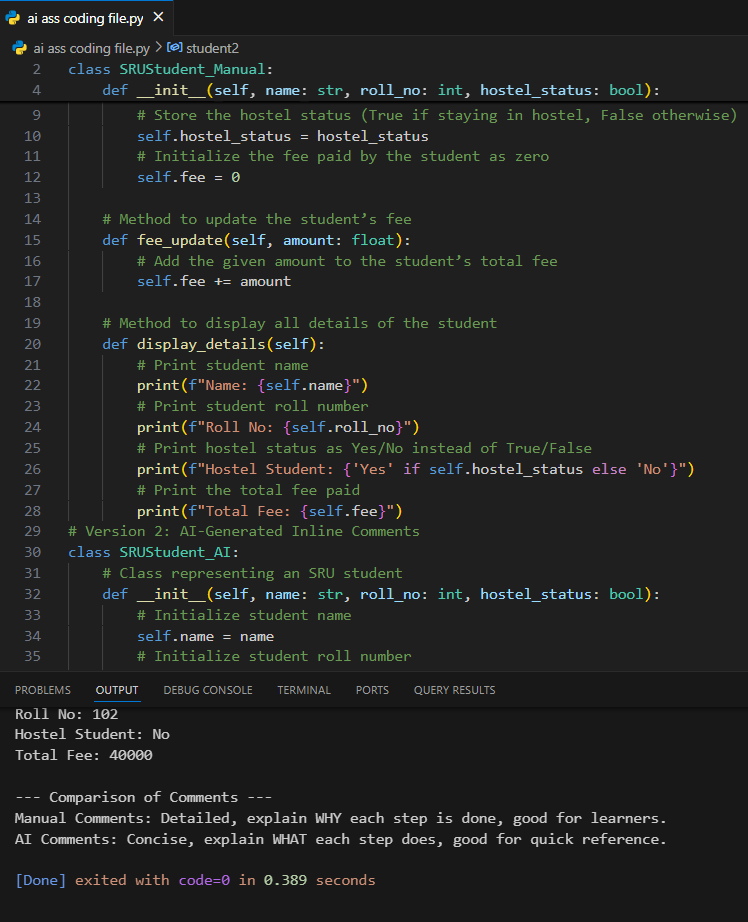 ai ass coding file.py ×
ai ass coding file.py > student2
2 class SRUStudent_Manual:
4     def __init__(self, name: str, roll_no: int, hostel_status: bool):
9         # Store the hostel status (True if staying in hostel, False otherwise)
10         self.hostel_status = hostel_status
11         # Initialize the fee paid by the student as zero
12         self.fee = 0
13
14     # Method to update the student’s fee
15     def fee_update(self, amount: float):
16         # Add the given amount to the student’s total fee
17         self.fee += amount
18
19     # Method to display all details of the student
20     def display_details(self):
21         # Print student name
22         print(f"Name: {self.name}")
23         # Print student roll number
24         print(f"Roll No: {self.roll_no}")
25         # Print hostel status as Yes/No instead of True/False
26         print(f"Hostel Student: {'Yes' if self.hostel_status else 'No'}")
27         # Print the total fee paid
28         print(f"Total Fee: {self.fee}")
29 # Version 2: AI-Generated Inline Comments
30 class SRUStudent_AI:
31     # Class representing an SRU student
32     def __init__(self, name: str, roll_no: int, hostel_status: bool):
33         # Initialize student name
34         self.name = name
35         # Initialize student roll number
PROBLEMS OUTPUT DEBUG CONSOLE TERMINAL PORTS QUERY RESULTS
Roll No: 102
Hostel Student: No
Total Fee: 40000

--- Comparison of Comments ---
Manual Comments: Detailed, explain WHY each step is done, good for learners.
AI Comments: Concise, explain WHAT each step does, good for quick reference.

[Done] exited with code=0 in 0.389 seconds